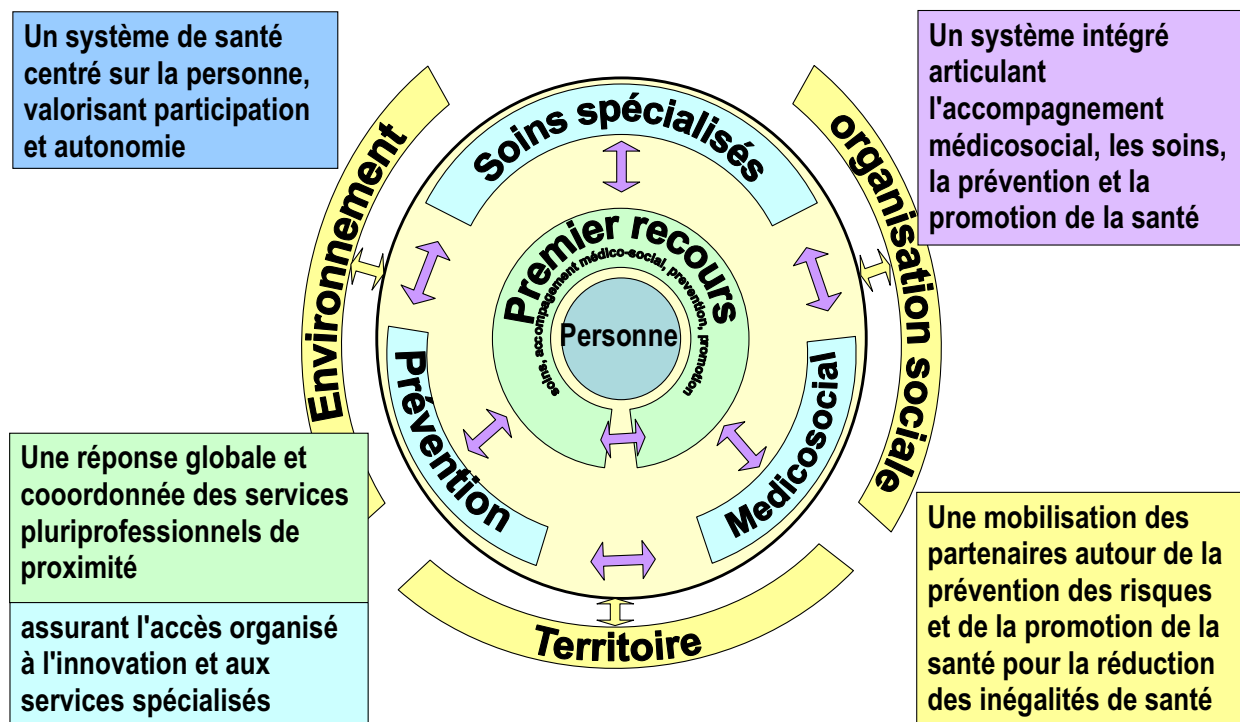 Un système de santé
centré sur la personne,
valorisant participation
et autonomie
Un système intégré
articulant
l'accompagnement
médicosocial, les soins,
la prévention et la
promotion de la santé
Environnement
Soins spécialisés
organisation sociale
Premier recours
soins, accompagement médico-social, prevention, promotion
Personne
Prévention
Medicosocial
Territoire
Une réponse globale et
cooordonnée des services
pluriprofessionnels de
proximité
assurant l'accès organisé
à l'innovation et aux
services spécialisés
Une mobilisation des
partenaires autour de la
prévention des risques
et de la promotion de la
santé pour la réduction
des inégalités de santé